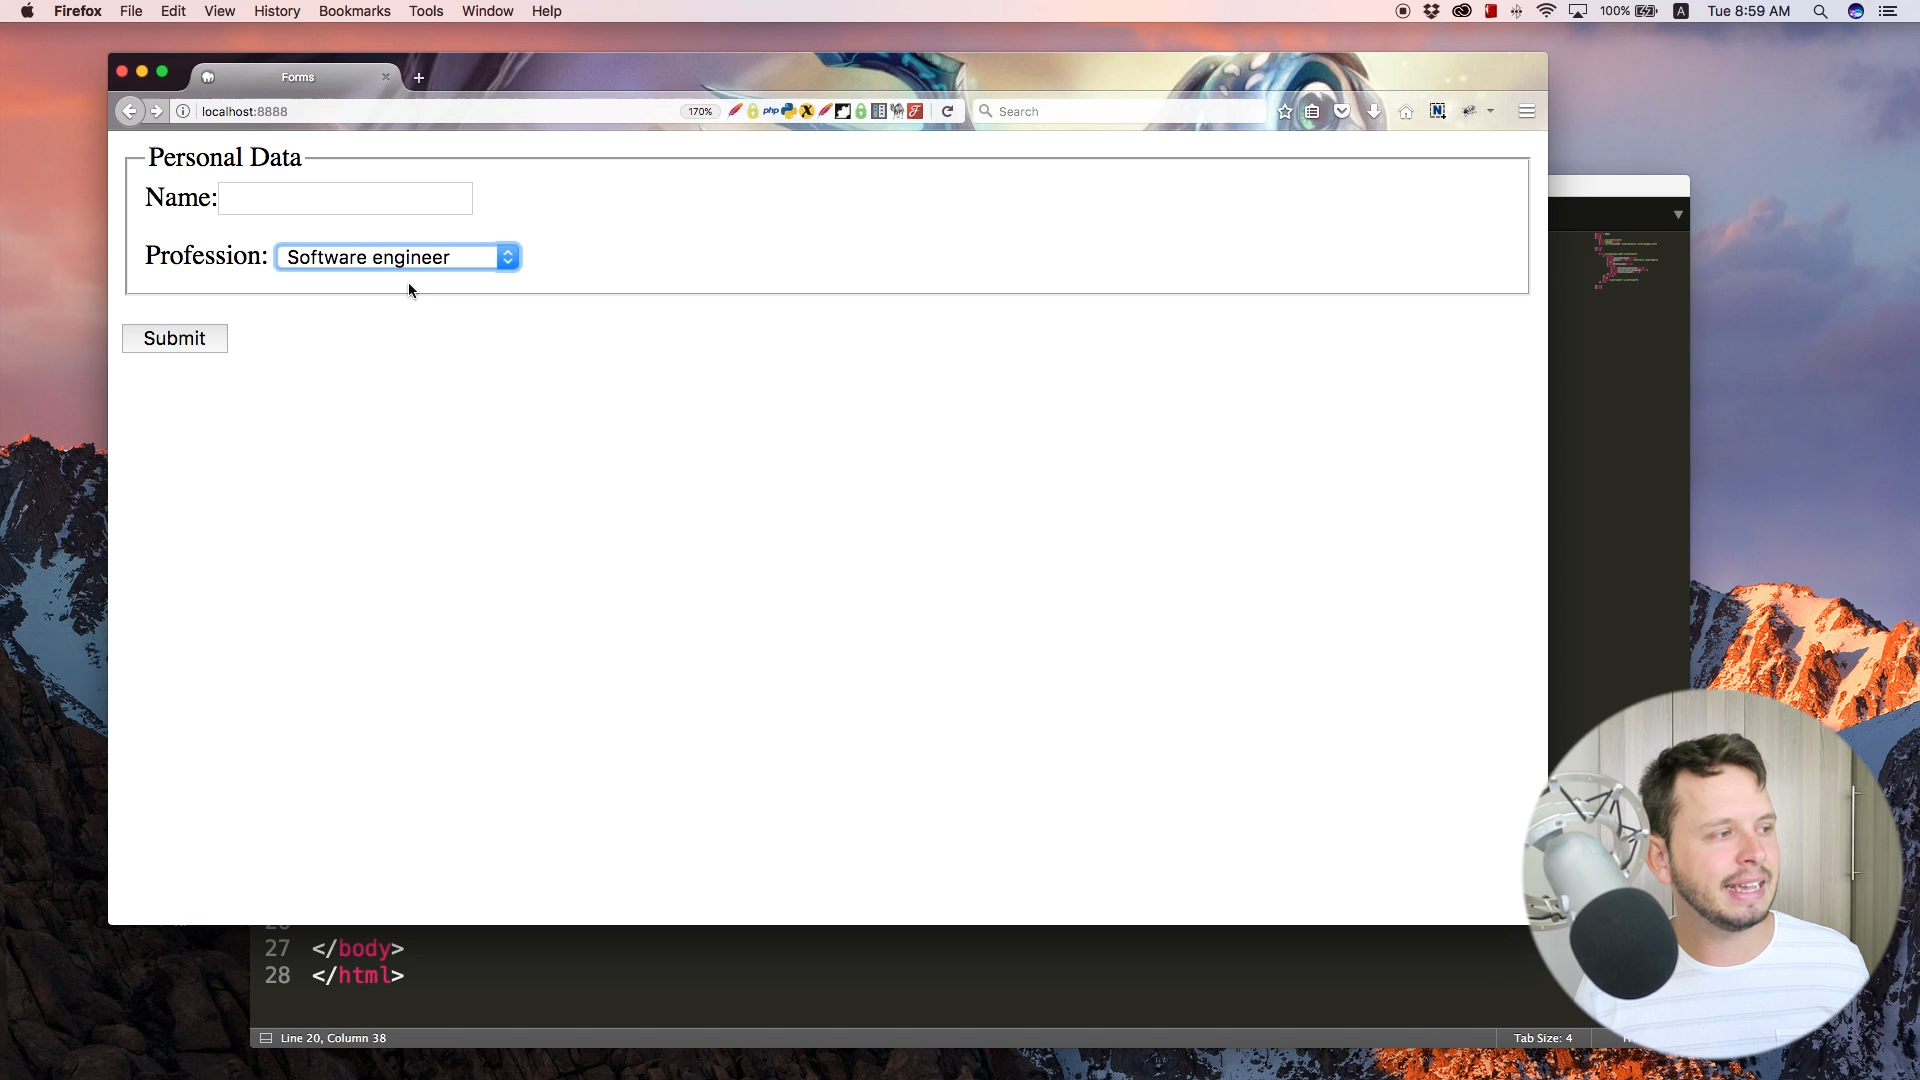 Firefox File Edit View History Bookmarks Tools Window Help 100% A Tue 8:59 AM
Forms
localhost:8888 170% php Search
Personal Data
Name:
Profession: Software engineer
Submit
27 </body>
28 </html>
Line 20, Column 38 Tab Size: 4